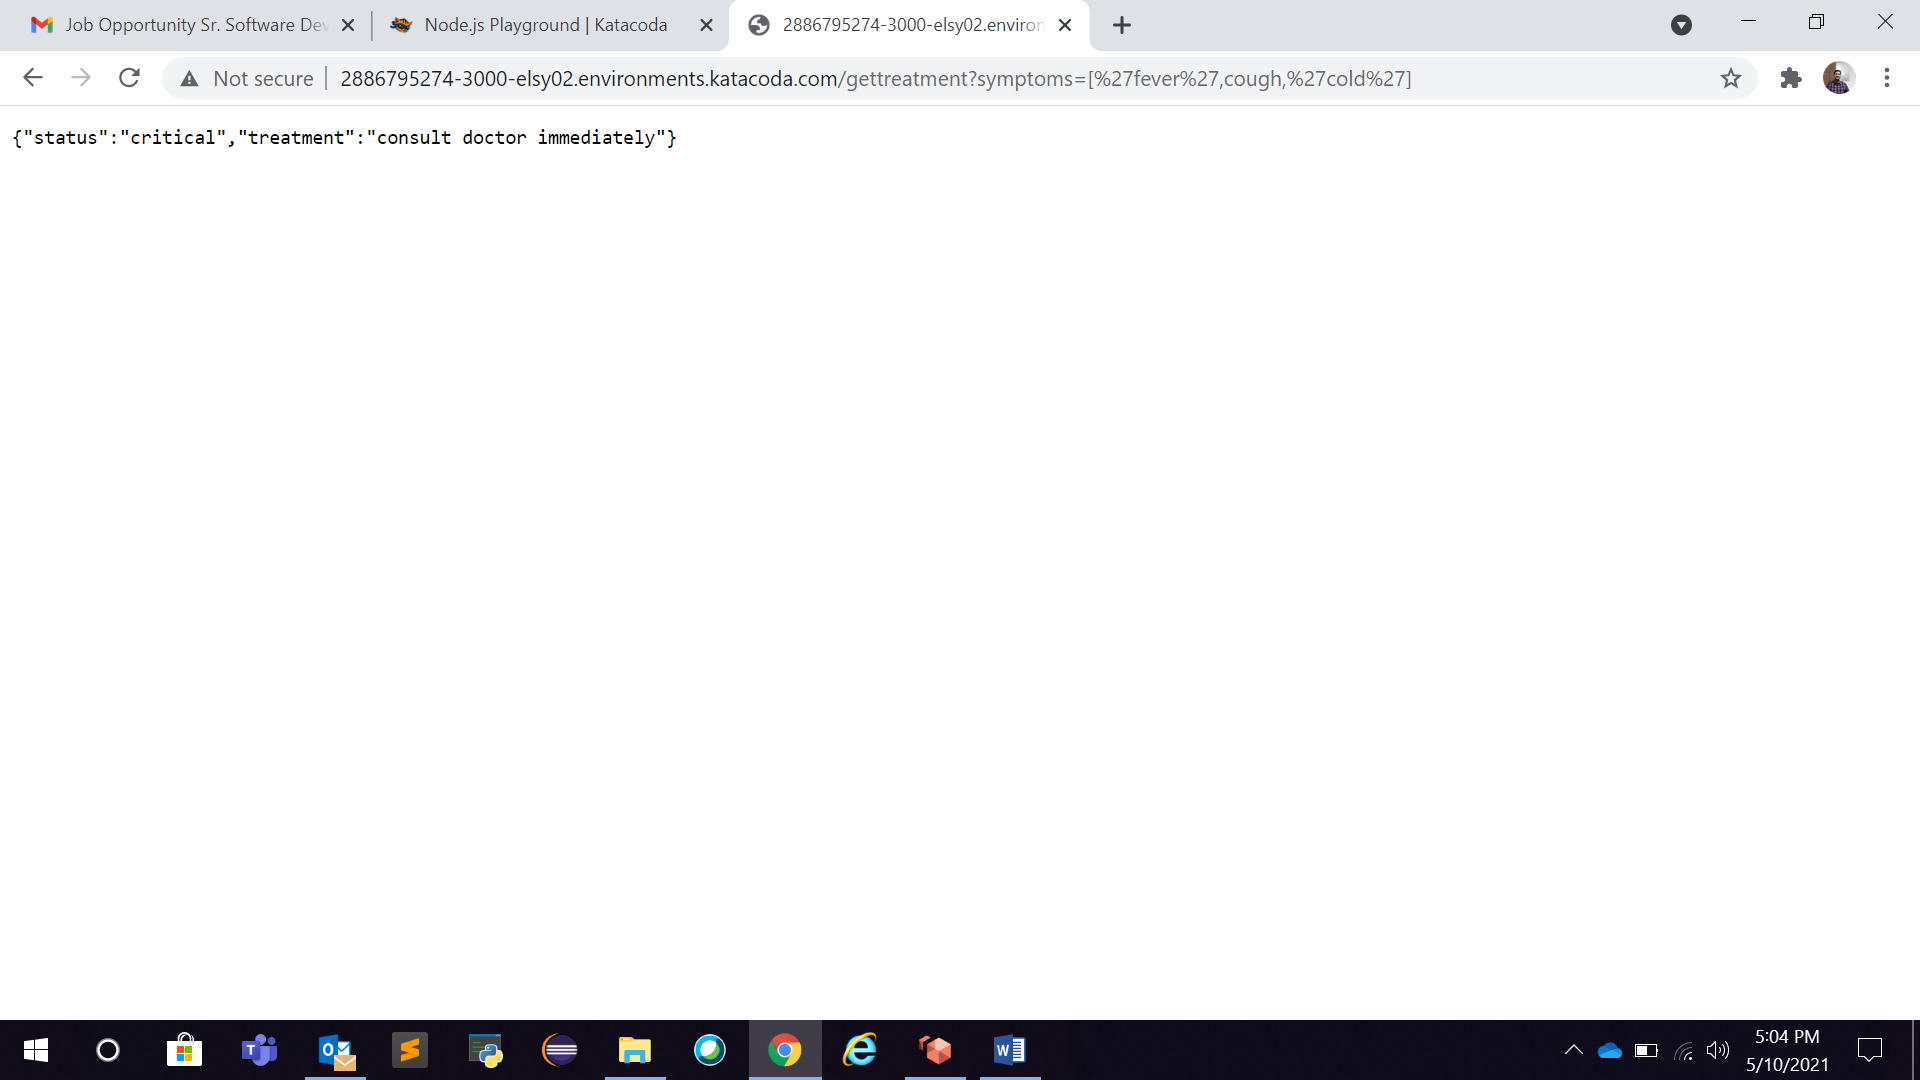 Job Opportunity Sr. Software Dev
Node.js Playground | Katacoda
2886795274-3000-elsy02.environ
Not secure
2886795274-3000-elsy02.environments.katacoda.com/gettreatment?symptoms=[%27fever%27,cough,%27cold%27]
{"status":"critical","treatment":"consult doctor immediately"}
5:04 PM
5/10/2021